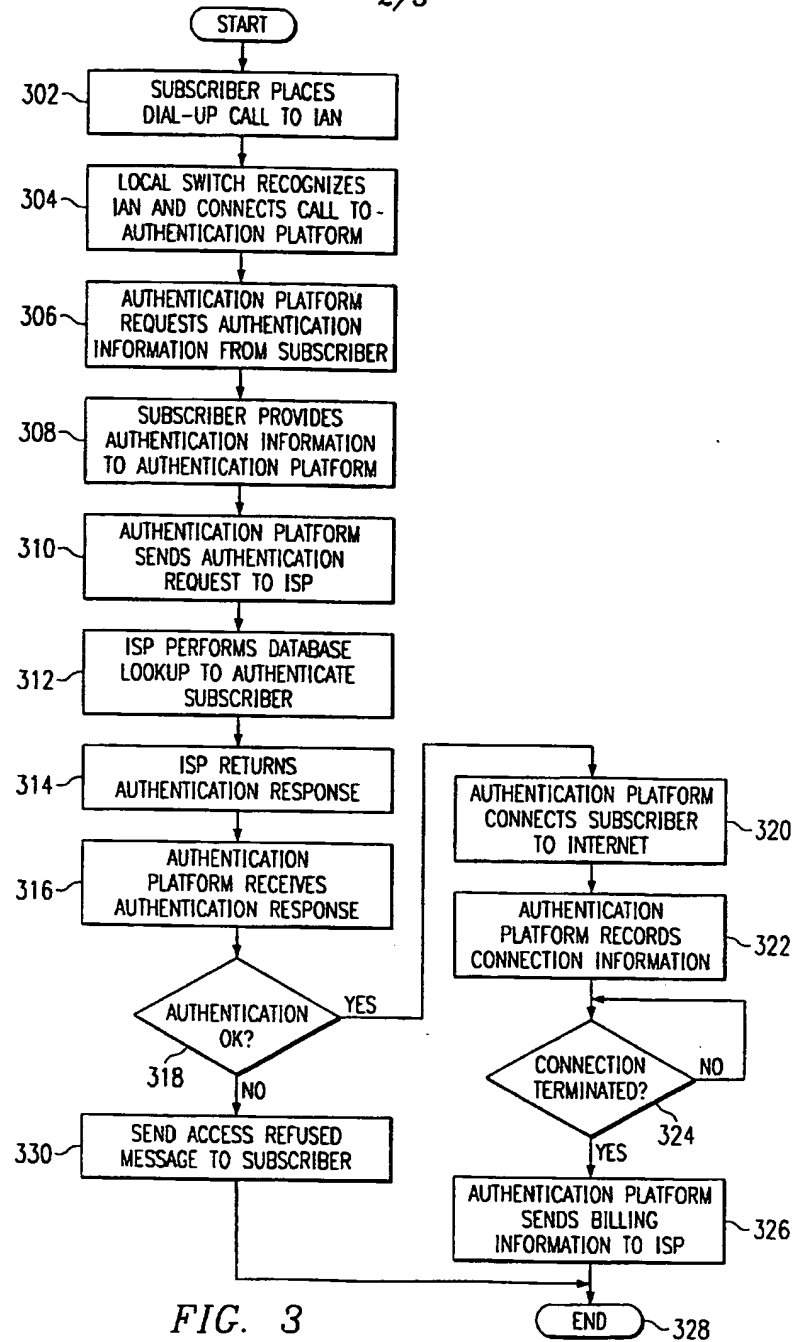 2/3
START
302
SUBSCRIBER PLACES
DIAL-UP CALL TO IAN
304
LOCAL SWITCH RECOGNIZES
IAN AND CONNECTS CALL TO
AUTHENTICATION PLATFORM
306
AUTHENTICATION PLATFORM
REQUESTS AUTHENTICATION
INFORMATION FROM SUBSCRIBER
308
SUBSCRIBER PROVIDES
AUTHENTICATION INFORMATION
TO AUTHENTICATION PLATFORM
310
AUTHENTICATION PLATFORM
SENDS AUTHENTICATION
REQUEST TO ISP
312
ISP PERFORMS DATABASE
LOOKUP TO AUTHENTICATE
SUBSCRIBER
314
ISP RETURNS
AUTHENTICATION RESPONSE
316
AUTHENTICATION
PLATFORM RECEIVES
AUTHENTICATION RESPONSE
AUTHENTICATION
OK?
318
YES
NO
330
SEND ACCESS REFUSED
MESSAGE TO SUBSCRIBER
AUTHENTICATION PLATFORM
CONNECTS SUBSCRIBER
TO INTERNET
320
AUTHENTICATION
PLATFORM RECORDS
CONNECTION INFORMATION
322
CONNECTION
TERMINATED?
NO
324
YES
AUTHENTICATION PLATFORM
SENDS BILLING
INFORMATION TO ISP
326
END
328
FIG. 3